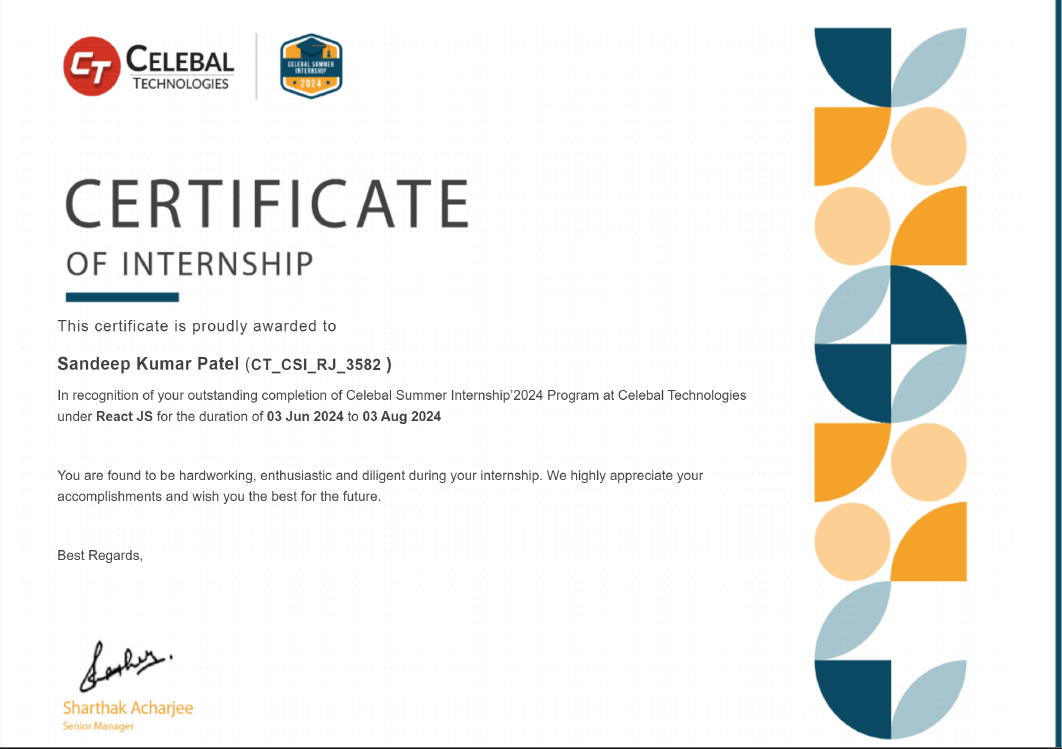 CT CELEBAL
TECHNOLOGIES
CELEBAL SUMMER
INTERNSHIP
2024
CERTIFICATE
OF INTERNSHIP
This certificate is proudly awarded to
Sandeep Kumar Patel (CT_CSI_RJ_3582 )
In recognition of your outstanding completion of Celebal Summer Internship'2024 Program at Celebal Technologies
under React JS for the duration of 03 Jun 2024 to 03 Aug 2024
You are found to be hardworking, enthusiastic and diligent during your internship. We highly appreciate your
accomplishments and wish you the best for the future.
Best Regards,
Sharthak Acharjee
Senior Manager